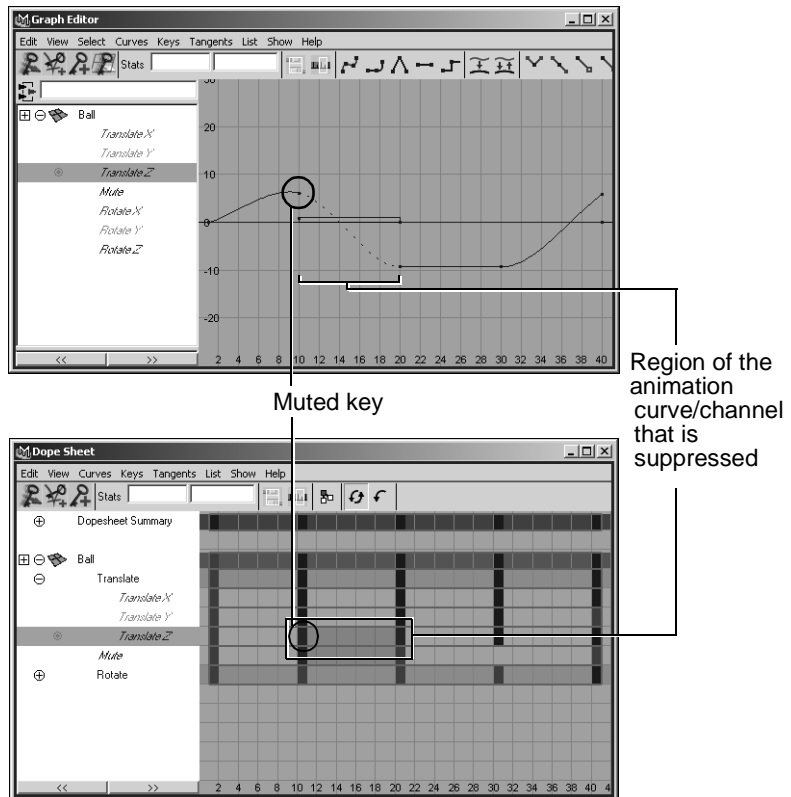 Graph Editor
Edit View Select Curves Keys Tangents List Show Help
Stats
Ball
Translate X
Translate Y
Translate Z
Mute
Rotate X
Rotate Y
Rotate Z
30
20
10
0
-10
-20
<< >> 2 4 6 8 10 12 14 16 18 20 22 24 26 28 30 32 34 36 38 40
Muted key
Region of the
animation
curve/channel
that is
suppressed
Dope Sheet
Edit View Curves Keys Tangents List Show Help
Stats
Dopesheet Summary
Ball
Translate
Translate X
Translate Y
Translate Z
Mute
Rotate
<< >> 2 4 6 8 10 12 14 16 18 20 22 24 26 28 30 32 34 36 38 40 4